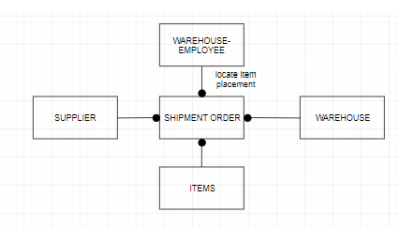 WAREHOUSE-
EMPLOYEE
locate item
placement
SUPPLIER
SHIPMENT ORDER
WAREHOUSE
ITEMS